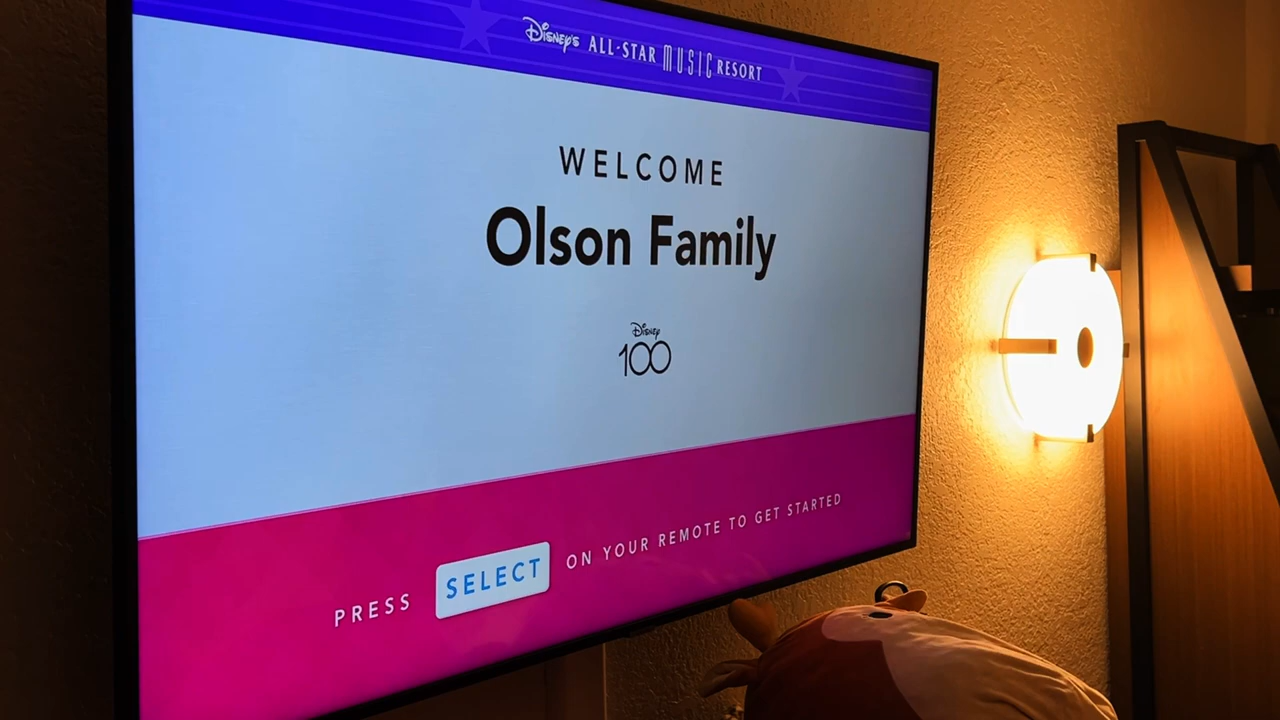 Disney's ALL-STAR MUSIC RESORT
WELCOME
Olson Family
Disney
100
PRESS SELECT ON YOUR REMOTE TO GET STARTED